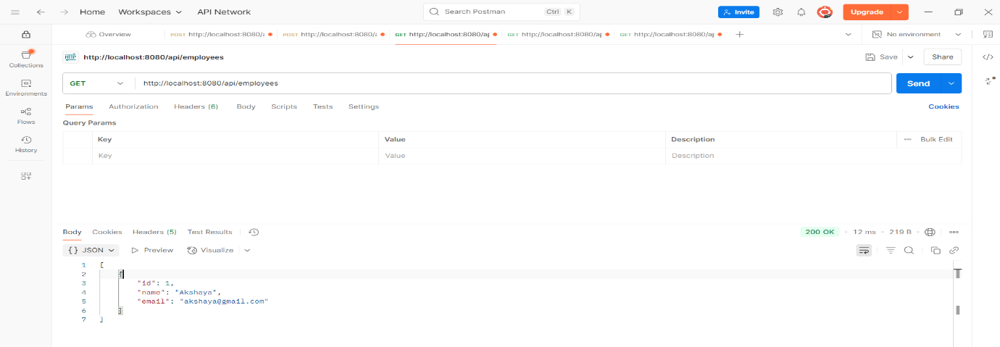 Home Workspaces API Network Search Postman Ctrl K Invite Upgrade
Overview POST http://localhost:8080/a POST http://localhost:8080/a GET http://localhost:8080/ap GET http://localhost:8080/ap GET http://localhost:8080/ap No environment
Collections
Environments
Flows
History
HTTP http://localhost:8080/api/employees Save Share
GET http://localhost:8080/api/employees Send
Params Authorization Headers (6) Body Scripts Tests Settings Cookies
Query Params
Key Value Description Bulk Edit
Key Value Description
Body Cookies Headers (5) Test Results 200 OK 12 ms 219 B
{} JSON Preview Visualize
1 [
2 {
3 "id": 1,
4 "name": "Akshaya",
5 "email": "akshaya@gmail.com"
6 }
7 ]